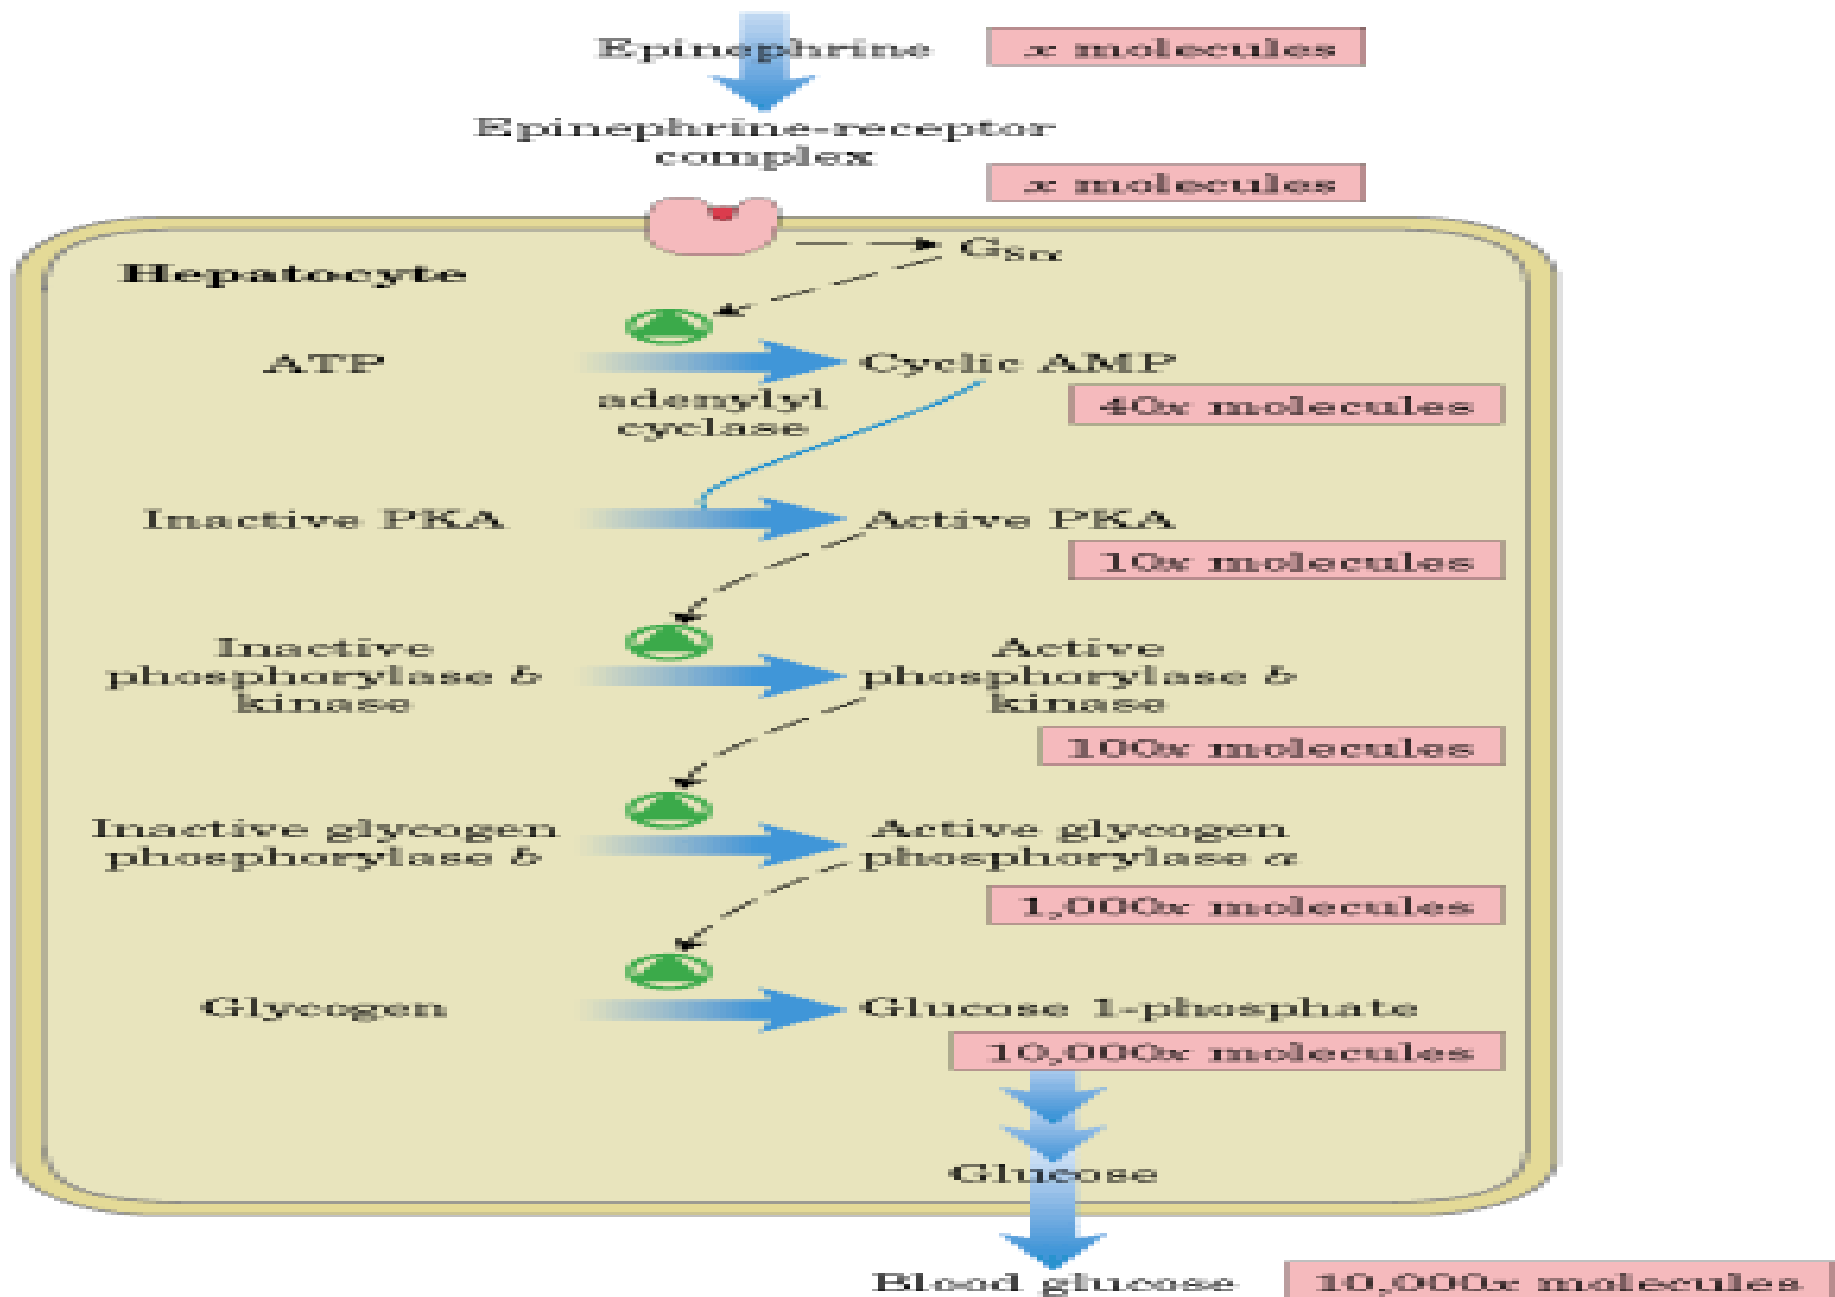 Epinephrine
x molecules
Epinephrine-receptor
complex
x molecules
Gsα
Hepatocyte
ATP
Cyclic AMP
adenylyl
cyclase
40x molecules
Inactive PKA
Active PKA
10x molecules
Inactive
phosphorylase b
kinase
Active
phosphorylase b
kinase
100x molecules
Inactive glycogen
phosphorylase b
Active glycogen
phosphorylase a
1,000x molecules
Glycogen
Glucose 1-phosphate
10,000x molecules
Glucose
Blood glucose
10,000x molecules